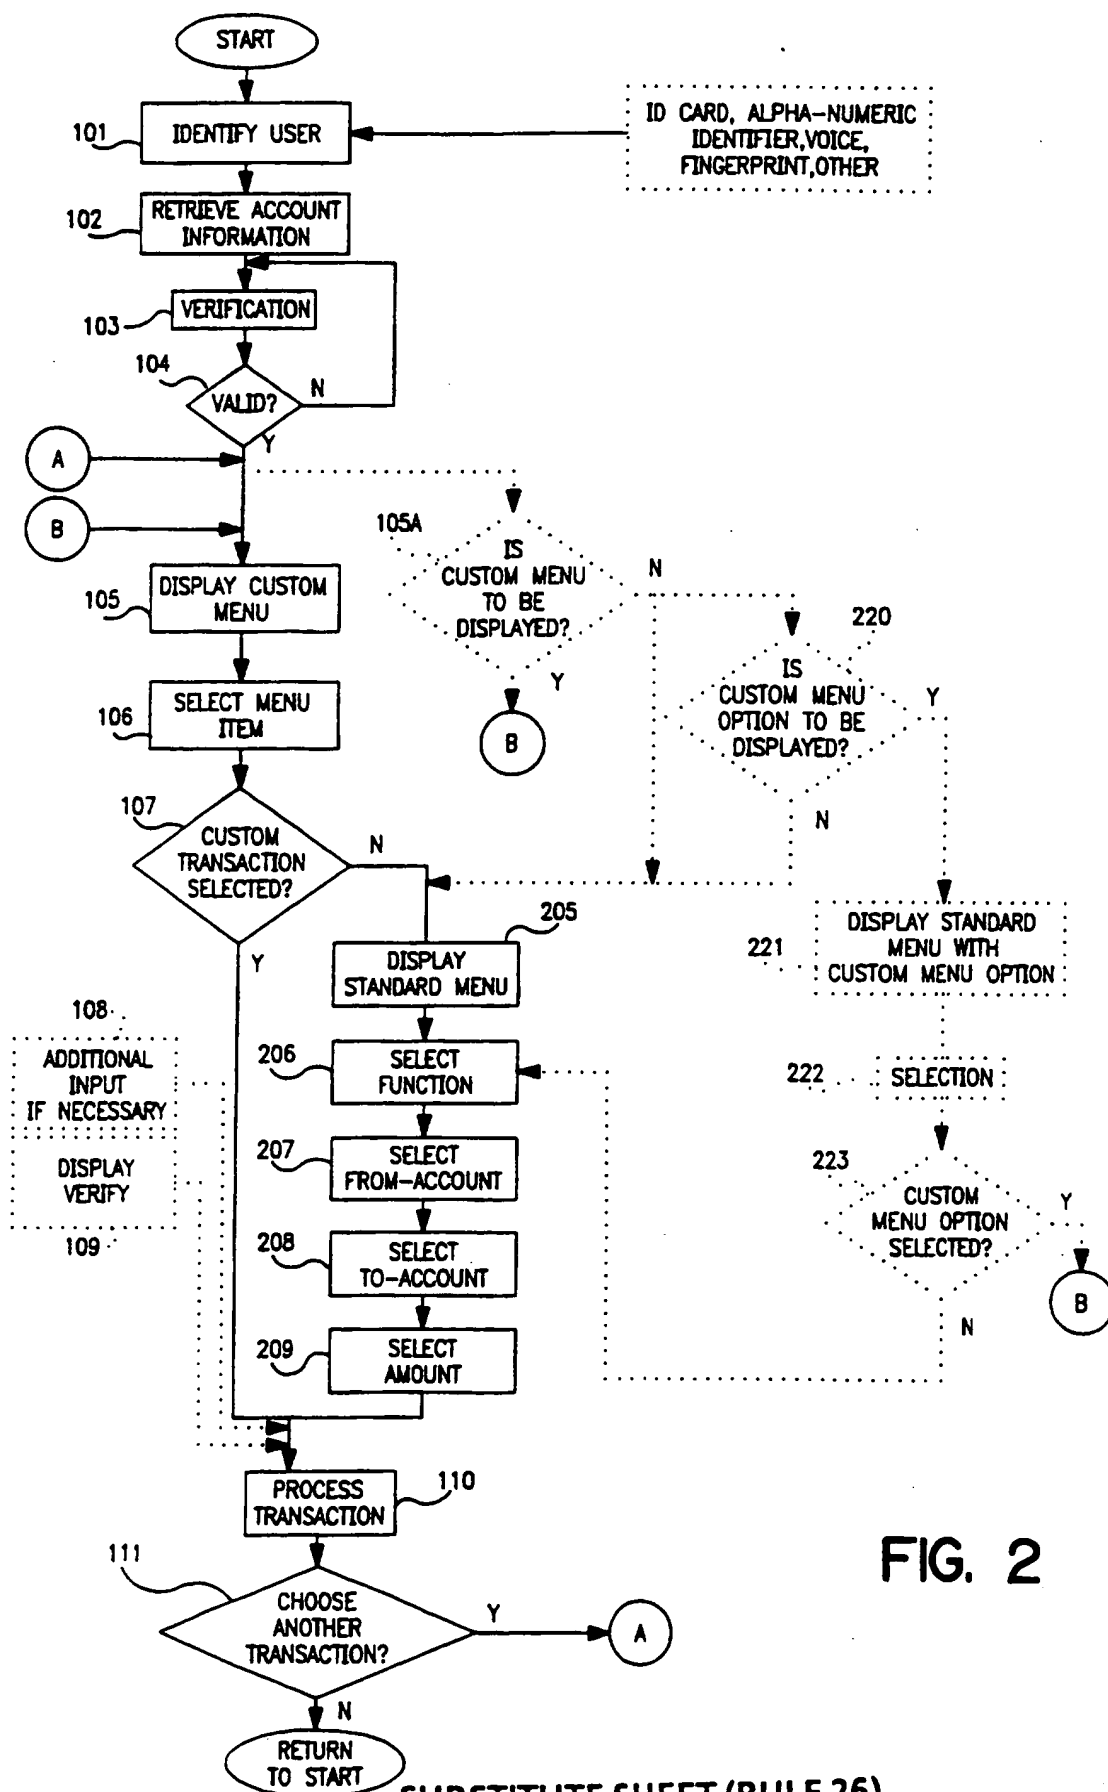 START
101
IDENTIFY USER
ID CARD, ALPHA-NUMERIC
IDENTIFIER,VOICE,
FINGERPRINT,OTHER
102
RETRIEVE ACCOUNT
INFORMATION
103
VERIFICATION
104
VALID?
N
Y
A
B
105
DISPLAY CUSTOM
MENU
105A
IS
CUSTOM MENU
TO BE
DISPLAYED?
N
Y
B
220
IS
CUSTOM MENU
OPTION TO BE
DISPLAYED?
Y
N
106
SELECT MENU
ITEM
107
CUSTOM
TRANSACTION
SELECTED?
N
Y
205
DISPLAY
STANDARD MENU
221
DISPLAY STANDARD
MENU WITH
CUSTOM MENU OPTION
108
ADDITIONAL
INPUT
IF NECESSARY
206
SELECT
FUNCTION
222
SELECTION
DISPLAY
VERIFY
109
207
SELECT
FROM-ACCOUNT
223
CUSTOM
MENU OPTION
SELECTED?
Y
B
N
208
SELECT
TO-ACCOUNT
209
SELECT
AMOUNT
PROCESS
TRANSACTION
110
111
CHOOSE
ANOTHER
TRANSACTION?
Y
A
N
RETURN
TO START
FIG. 2
SUBSTITUTE SHEET (RULE 26)